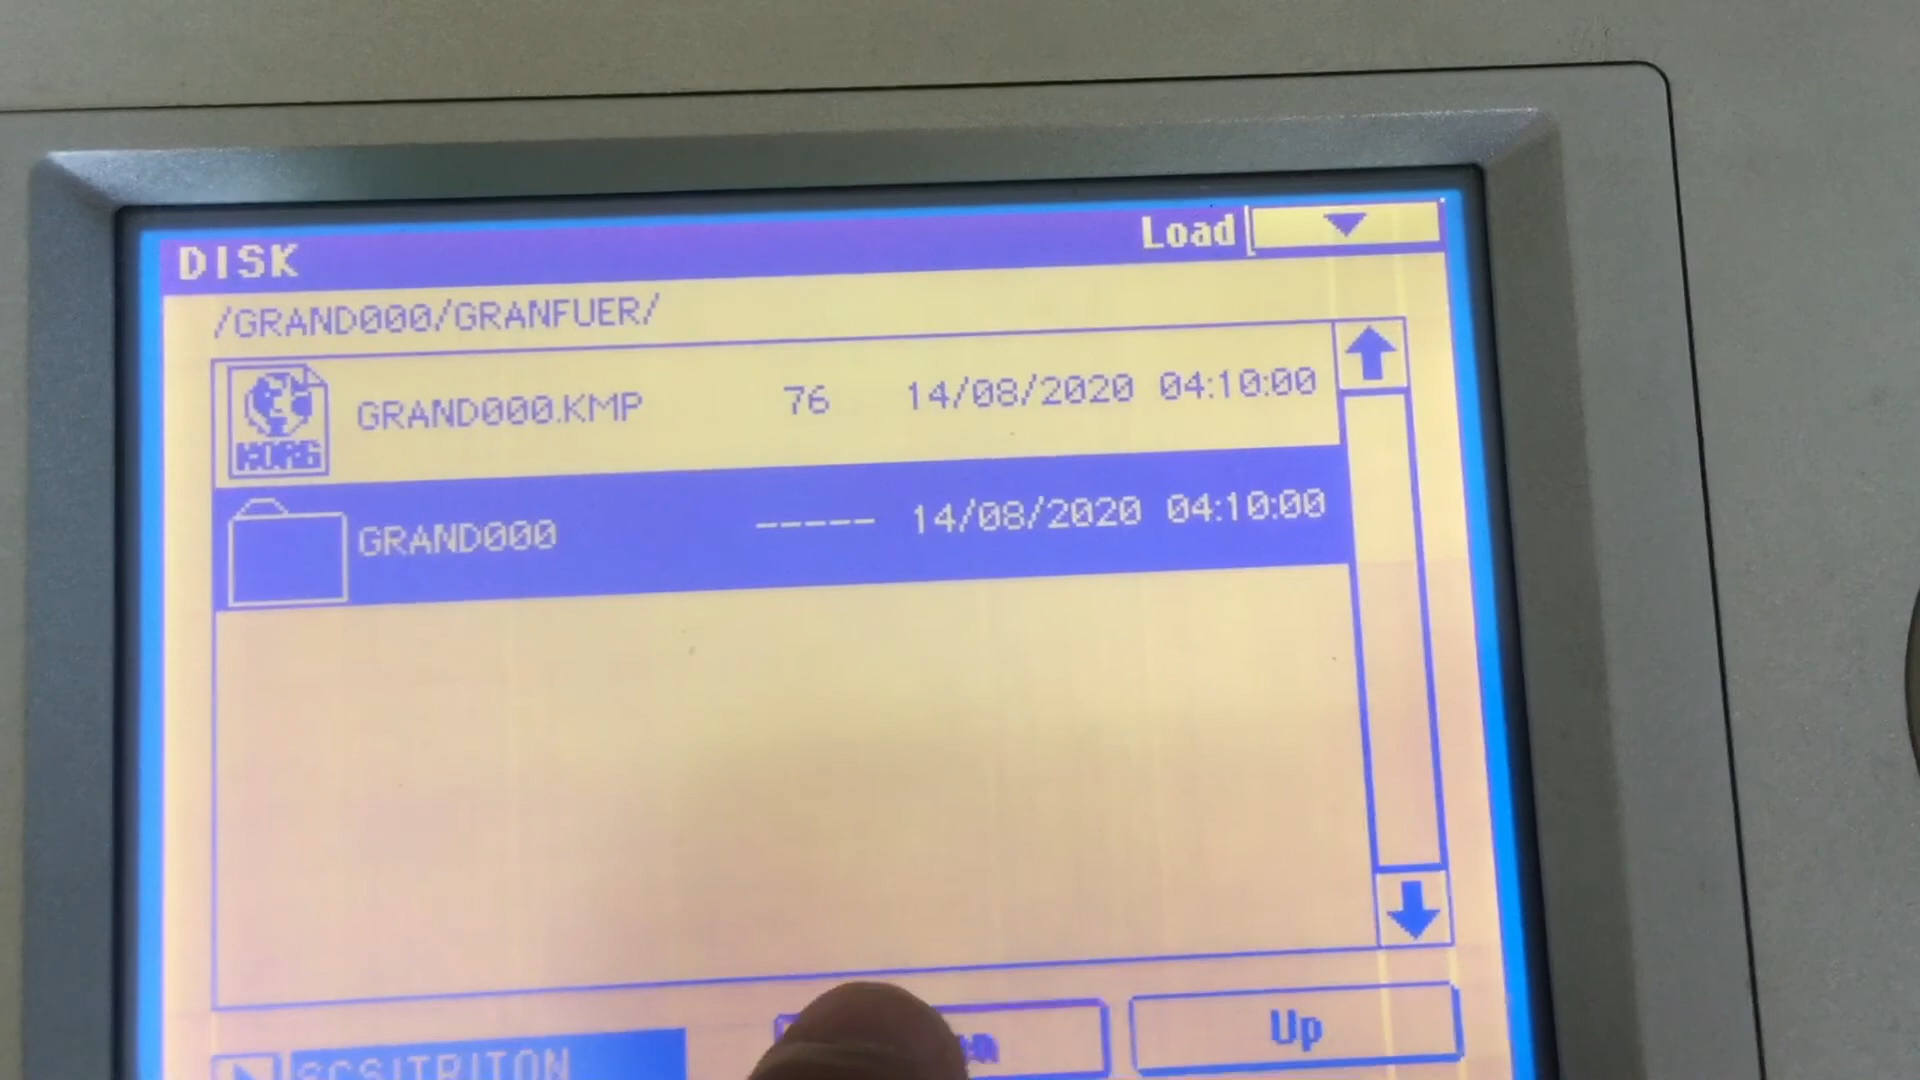 DISK Load
/GRAND000/GRANFUER/
KORG GRAND000.KMP 76 14/08/2020 04:10:00
GRAND000 ----- 14/08/2020 04:10:00
Up
SCSITRITON